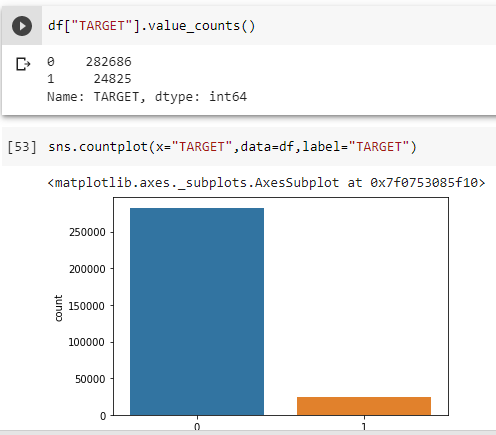 df["TARGET"].value_counts()
0    282686
1     24825
Name: TARGET, dtype: int64
[53] sns.countplot(x="TARGET",data=df,label="TARGET")
<matplotlib.axes._subplots.AxesSubplot at 0x7f0753085f10>
250000
200000
150000
100000
50000
0
count
0 1